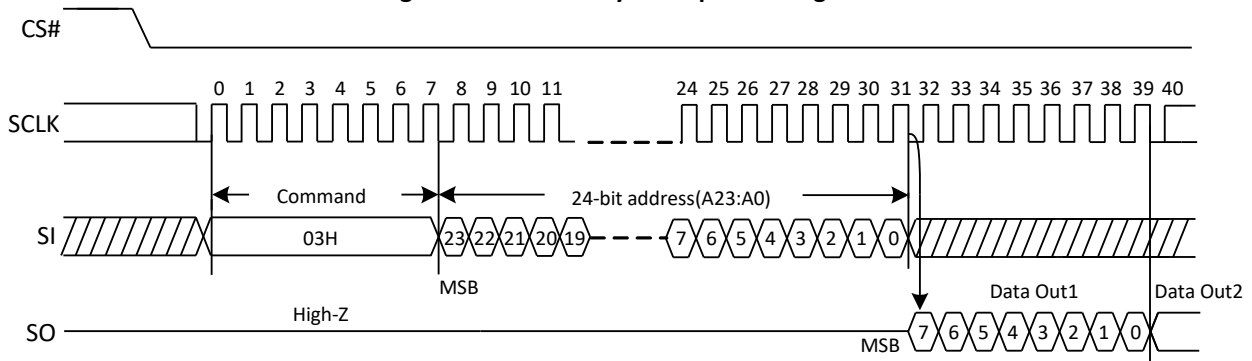 CS#
0 1 2 3 4 5 6 7 8 9 10 11 24 25 26 27 28 29 30 31 32 33 34 35 36 37 38 39 40
SCLK
Command 24-bit address(A23:A0)
SI 03H 23 22 21 20 19 7 6 5 4 3 2 1 0
MSB Data Out1 Data Out2
High-Z
SO 7 6 5 4 3 2 1 0
MSB